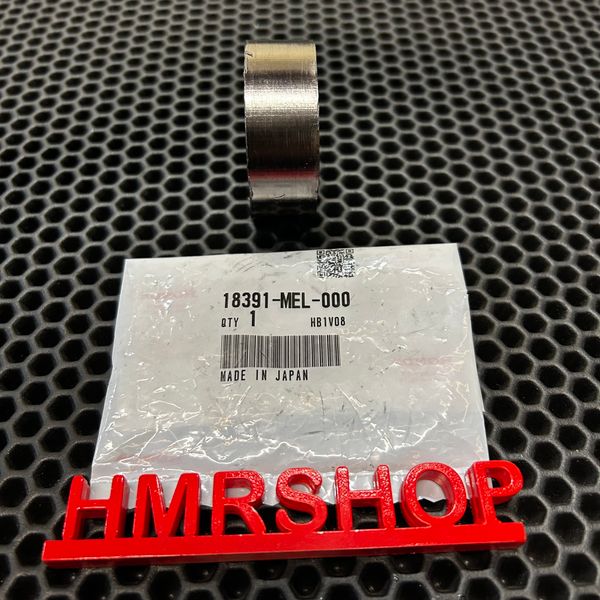 18391-MEL-000
QTY 1 HB1V08
MADE IN JAPAN
HMRSHOP